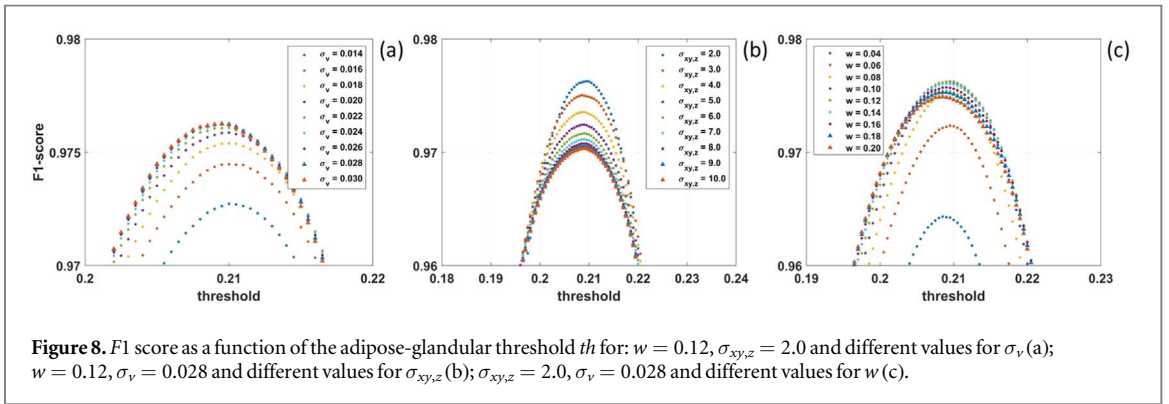 0.98
0.975
0.97
F1-score
0.2
0.21
0.22
threshold
(a)
σv = 0.014
σv = 0.016
σv = 0.018
σv = 0.020
σv = 0.022
σv = 0.024
σv = 0.026
σv = 0.028
σv = 0.030
0.98
0.97
0.96
0.18
0.19
0.2
0.21
0.22
0.23
0.24
threshold
(b)
σxy,z = 2.0
σxy,z = 3.0
σxy,z = 4.0
σxy,z = 5.0
σxy,z = 6.0
σxy,z = 7.0
σxy,z = 8.0
σxy,z = 9.0
σxy,z = 10.0
0.98
0.97
0.96
0.19
0.2
0.21
0.22
0.23
threshold
(c)
w = 0.04
w = 0.06
w = 0.08
w = 0.10
w = 0.12
w = 0.14
w = 0.16
w = 0.18
w = 0.20
Figure 8. F1 score as a function of the adipose-glandular threshold th for: w = 0.12, σxy,z = 2.0 and different values for σv (a);
w = 0.12, σv = 0.028 and different values for σxy,z (b); σxy,z = 2.0, σv = 0.028 and different values for w (c).